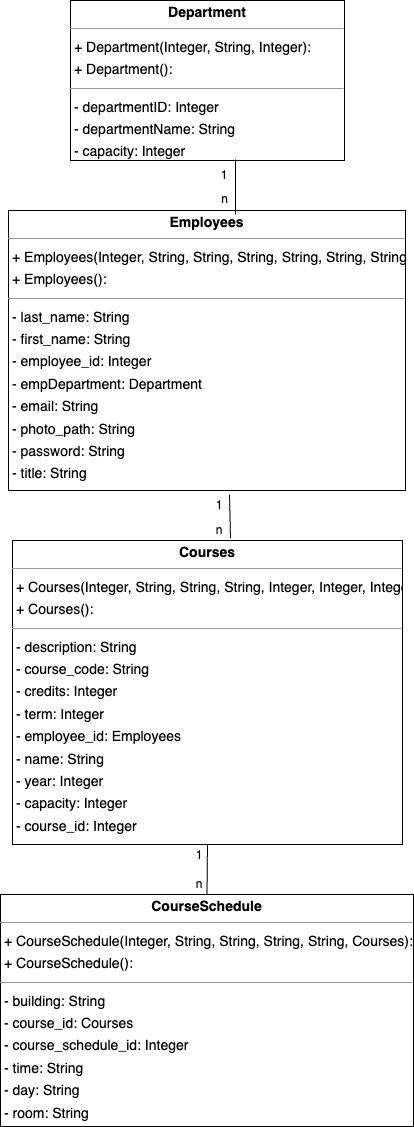 Department
+ Department(Integer, String, Integer):
+ Department():
- departmentID: Integer
- departmentName: String
- capacity: Integer
1
n
Employees
+ Employees(Integer, String, String, String, String, String, String
+ Employees():
- last_name: String
- first_name: String
- employee_id: Integer
- empDepartment: Department
- email: String
- photo_path: String
- password: String
- title: String
1
n
Courses
+ Courses(Integer, String, String, String, Integer, Integer, Intege
+ Courses():
- description: String
- course_code: String
- credits: Integer
- term: Integer
- employee_id: Employees
- name: String
- year: Integer
- capacity: Integer
- course_id: Integer
1
n
CourseSchedule
+ CourseSchedule(Integer, String, String, String, String, Courses):
+ CourseSchedule():
- building: String
- course_id: Courses
- course_schedule_id: Integer
- time: String
- day: String
- room: String